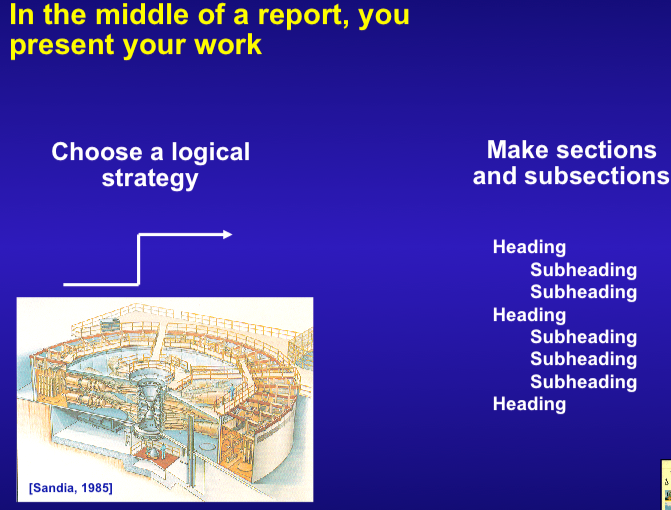 In the middle of a report, you
present your work
Choose a logical
strategy
[Sandia, 1985]
Make sections
and subsections
Heading
Subheading
Subheading
Heading
Subheading
Subheading
Subheading
Heading